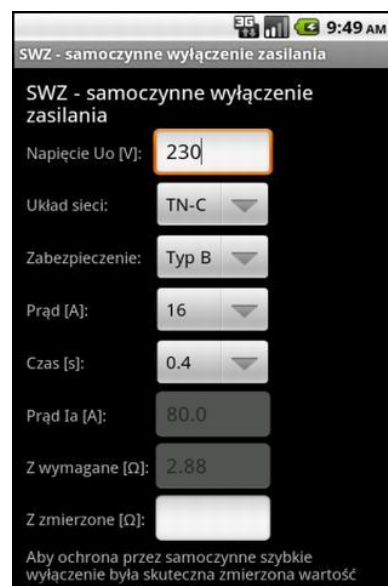 3G 9:49 AM
SWZ - samoczynne wyłączenie zasilania
SWZ - samoczynne wyłączenie
zasilania
Napięcie Uo [V]: 230
Układ sieci: TN-C
Zabezpieczenie: Typ B
Prąd [A]: 16
Czas [s]: 0.4
Prąd Ia [A]: 80.0
Z wymagane [Ω]: 2.88
Z zmierzone [Ω]:
Aby ochrona przez samoczynne szybkie
wyłączenie była skuteczna zmierzona wartość